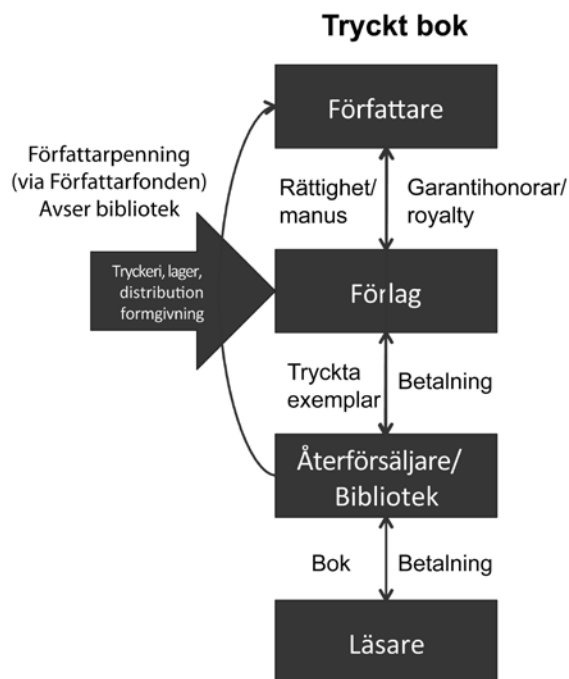 Tryckt bok
Författare
Författarpenning
(via Författarfonden)
Avser bibliotek
Rättighet/
manus
Garantihonorar/
royalty
Tryckeri, lager,
distribution
formgivning
Förlag
Tryckta
exemplar
Betalning
Återförsäljare/
Bibliotek
Bok
Betalning
Läsare